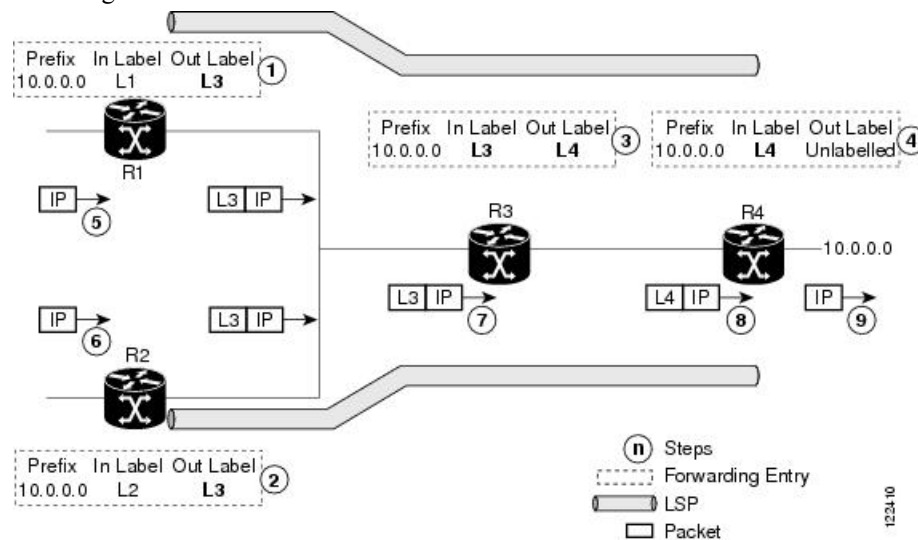 Prefix In Label Out Label
10.0.0.0 L1 L3
1
R1
Prefix In Label Out Label
10.0.0.0 L3 L4
3
Prefix In Label Out Label
10.0.0.0 L4 Unlabelled
4
IP
5
L3 IP
R3
R4
10.0.0.0
IP
6
L3 IP
L3 IP
7
L4 IP
8
IP
9
R2
Prefix In Label Out Label
10.0.0.0 L2 L3
2
n Steps
Forwarding Entry
LSP
Packet
122410